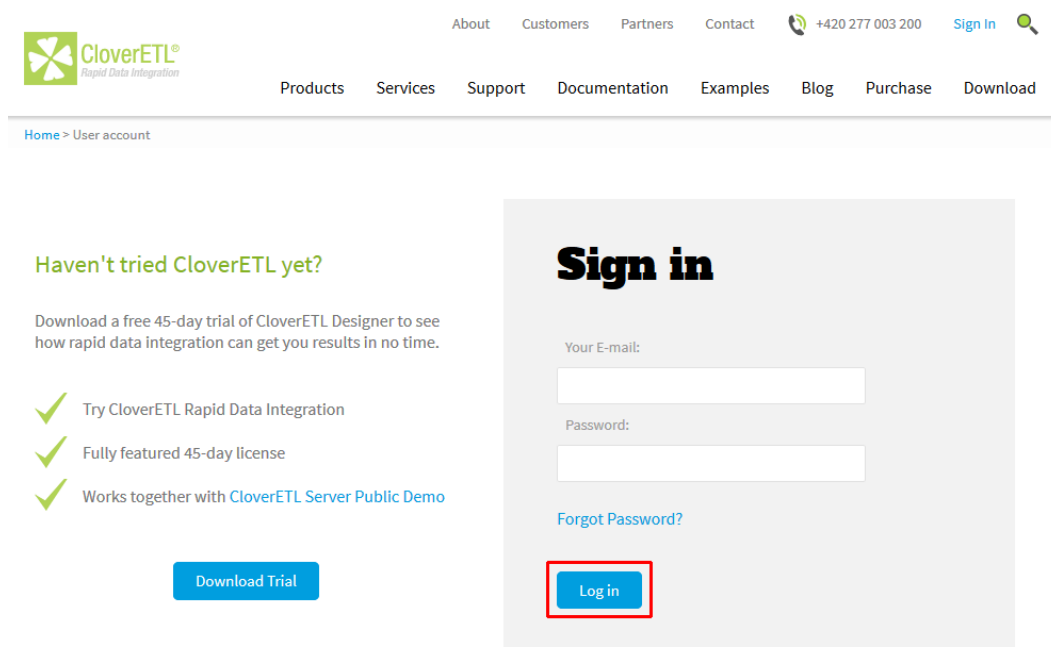 About Customers Partners Contact +420 277 003 200 Sign In
CloverETL®
Rapid Data Integration
Products Services Support Documentation Examples Blog Purchase Download
Home > User account
Haven't tried CloverETL yet?
Download a free 45-day trial of CloverETL Designer to see
how rapid data integration can get you results in no time.
Try CloverETL Rapid Data Integration
Fully featured 45-day license
Works together with CloverETL Server Public Demo
Download Trial
Sign in
Your E-mail:
Password:
Forgot Password?
Log in